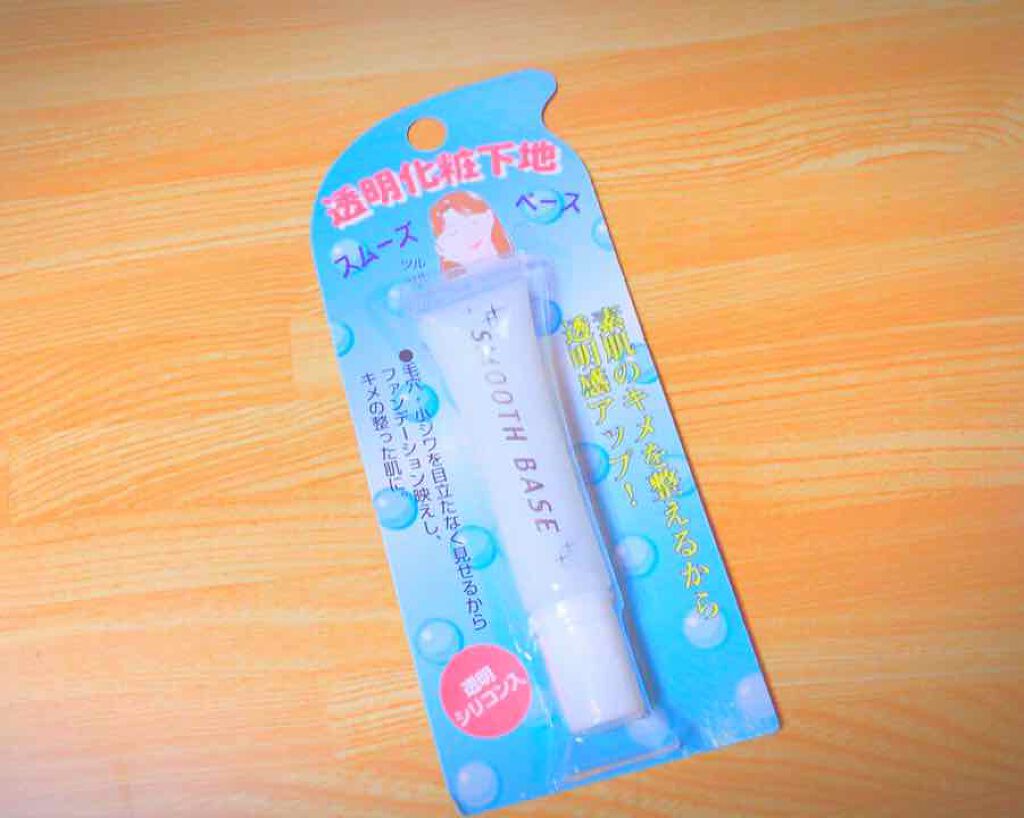 透明化粧下地
スムーズ
ベース
ツル
SMOOTH BASE
素肌のキメを整えるから
透明感アップ!
●毛穴・小ジワを目立たなく見せるから
ファンデーション映えし、
キメの整った肌に。
透明
シリコン入